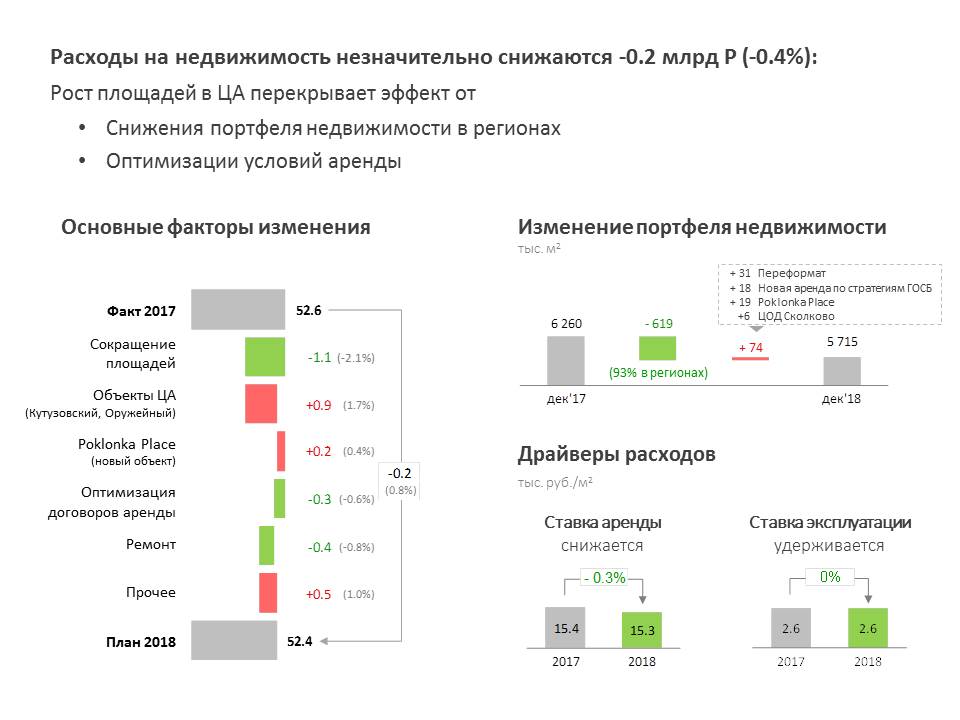 Расходы на недвижимость незначительно снижаются -0.2 млрд Р (-0.4%):
Рост площадей в ЦА перекрывает эффект от
• Снижения портфеля недвижимости в регионах
• Оптимизации условий аренды
Основные факторы изменения
Факт 2017 52.6
Сокращение
площадей
-1.1 (-2.1%)
Объекты ЦА
(Кутузовский, Оружейный)
+0.9 (1.7%)
Poklonka Place
(новый объект)
+0.2 (0.4%)
Оптимизация
договоров аренды
-0.3 (-0.6%)
Ремонт -0.4 (-0.8%)
Прочее +0.5 (1.0%)
План 2018 52.4
-0.2
(0.8%)
Изменение портфеля недвижимости
тыс. м²
+ 31 Переформат
+ 18 Новая аренда по стратегиям ГОСБ
+ 19 Poklonka Place
+6 ЦОД Сколково
6 260 - 619 + 74 5 715
(93% в регионах)
дек'17 дек'18
Драйверы расходов
тыс. руб./м²
Ставка аренды
снижается
- 0.3%
15.4 15.3
2017 2018
Ставка эксплуатации
удерживается
0%
2.6 2.6
2017 2018